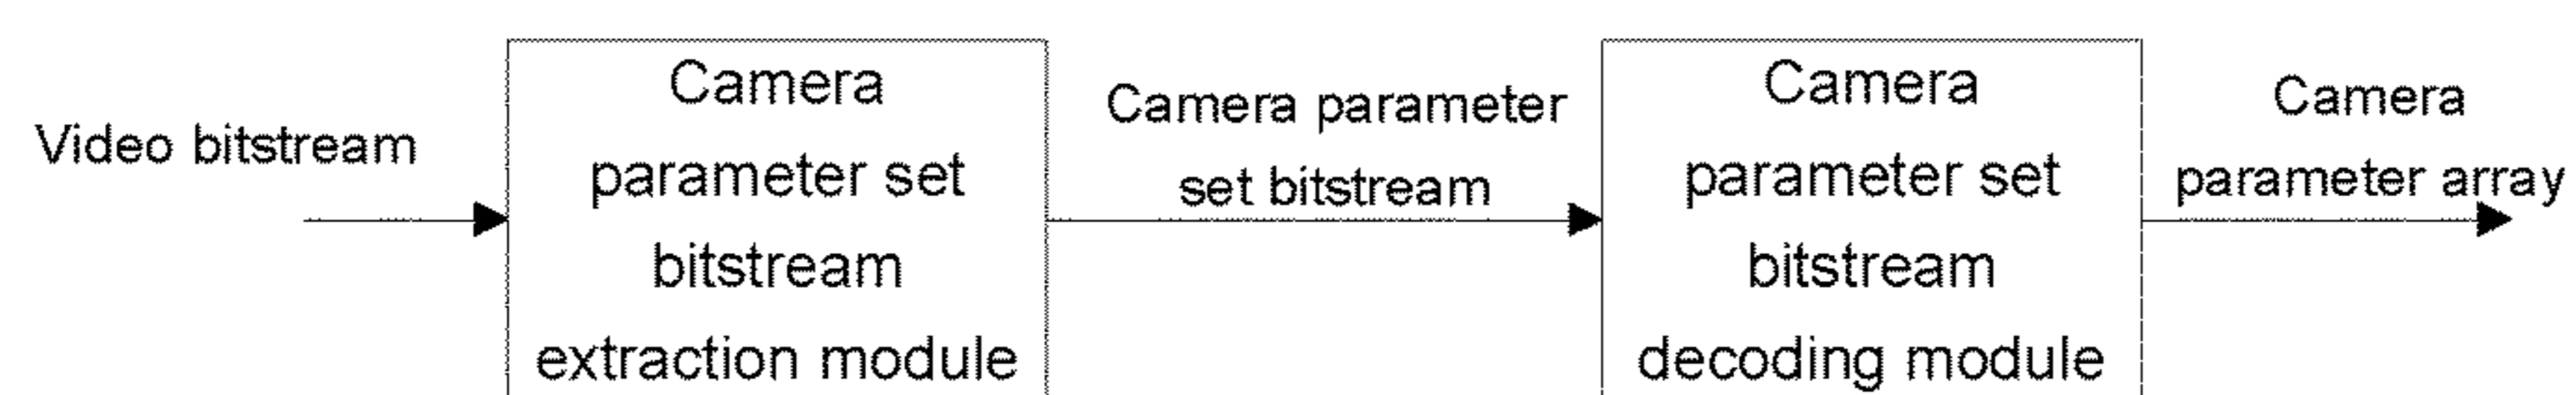 Video bitstream
Camera
parameter set
bitstream
extraction module
Camera parameter
set bitstream
Camera
parameter set
bitstream
decoding module
Camera
parameter array